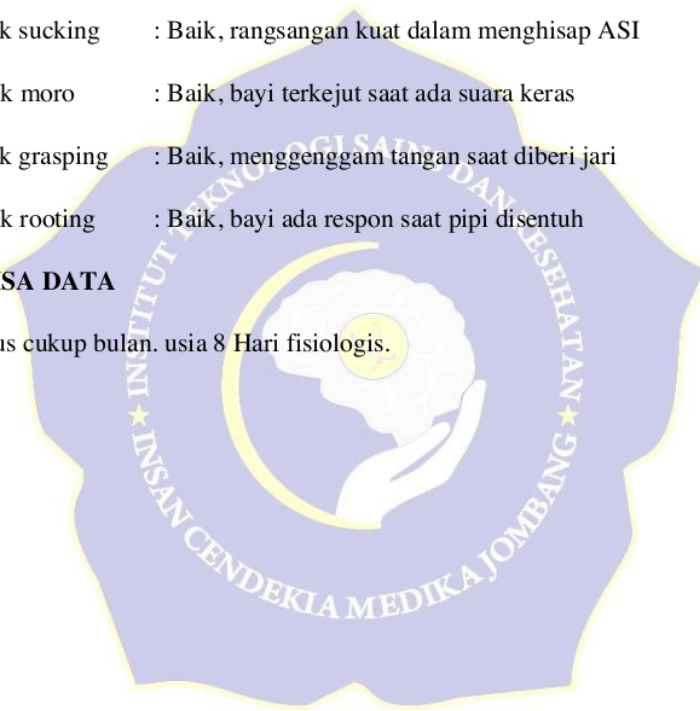 k sucking : Baik, rangsangan kuat dalam menghisap ASI
k moro : Baik, bayi terkejut saat ada suara keras
k grasping : Baik, menggenggam tangan saat diberi jari
k rooting : Baik, bayi ada respon saat pipi disentuh
ISA DATA
us cukup bulan. usia 8 Hari fisiologis.
INSTITUT TEKNOLOGI SAINS DAN KESEHATAN
INSAN CENDEKIA MEDIKA JOMBANG